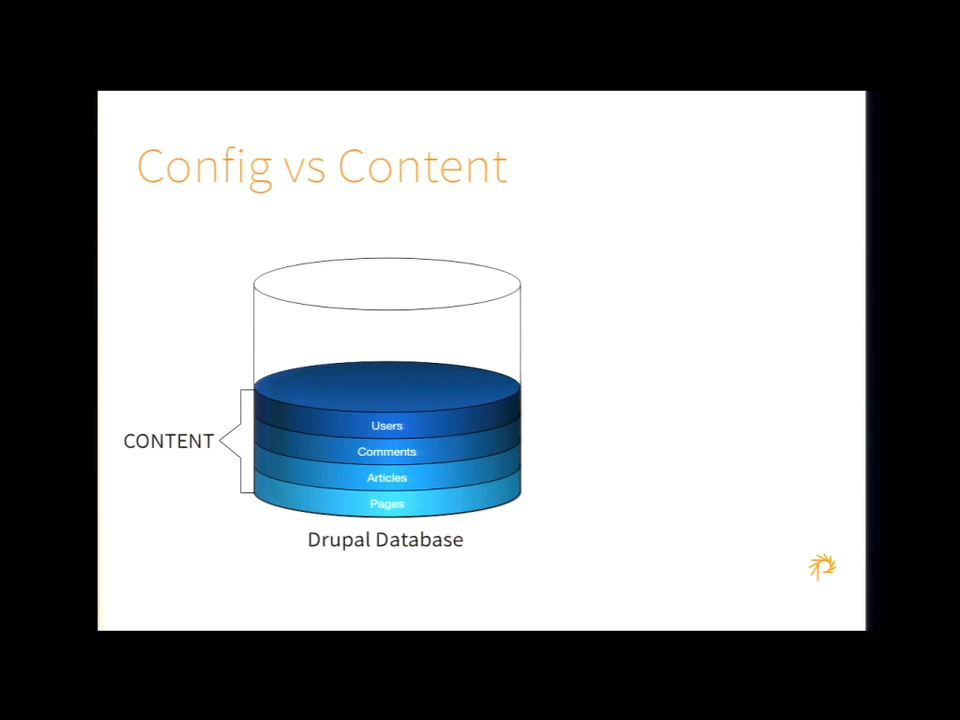 Config vs Content
Users
Comments
CONTENT
Articles
Pages
Drupal Database